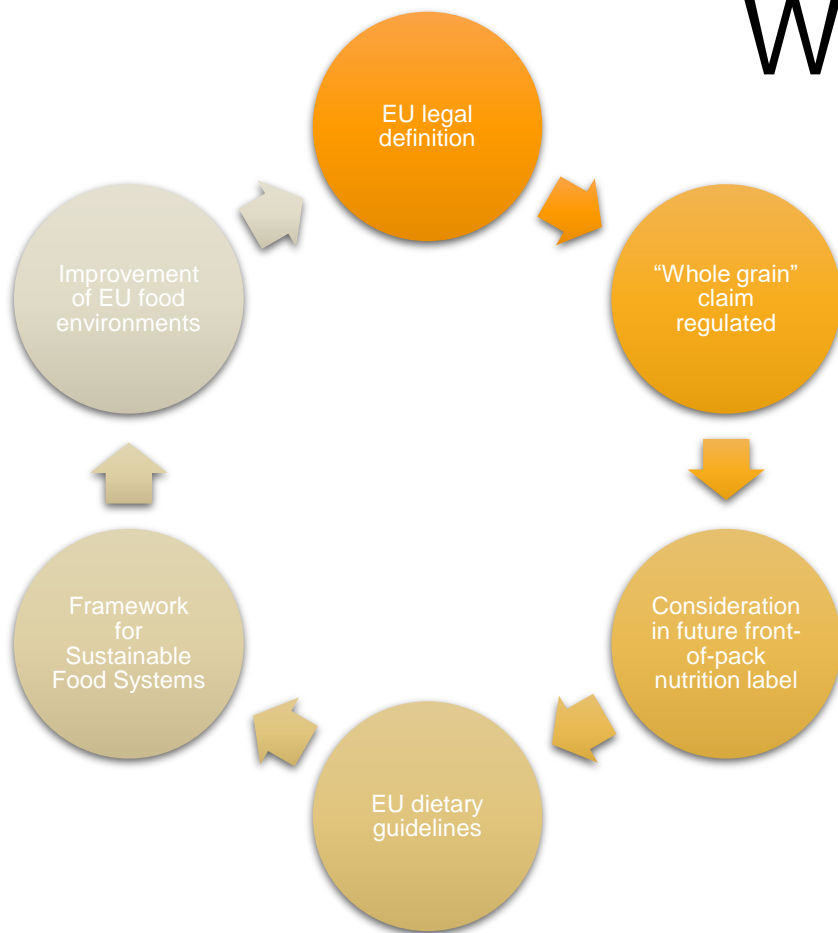 W
EU legal
definition
“Whole grain”
claim
regulated
Consideration
in future front-
of-pack
nutrition label
EU dietary
guidelines
Framework
for
Sustainable
Food Systems
Improvement
of EU food
environments